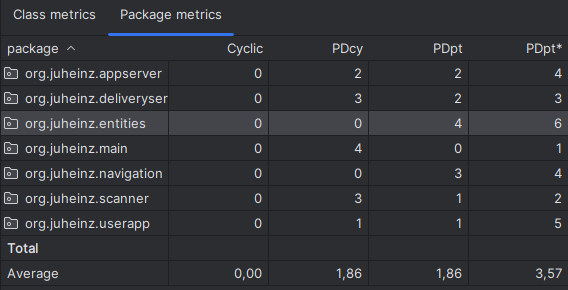 Class metrics Package metrics
package Cyclic PDcy PDpt PDpt*
org.juheinz.appserver 0 2 2 4
org.juheinz.deliveryser 0 3 2 3
org.juheinz.entities 0 0 4 6
org.juheinz.main 0 4 0 1
org.juheinz.navigation 0 0 3 4
org.juheinz.scanner 0 3 1 2
org.juheinz.userapp 0 1 1 5
Total
Average 0,00 1,86 1,86 3,57